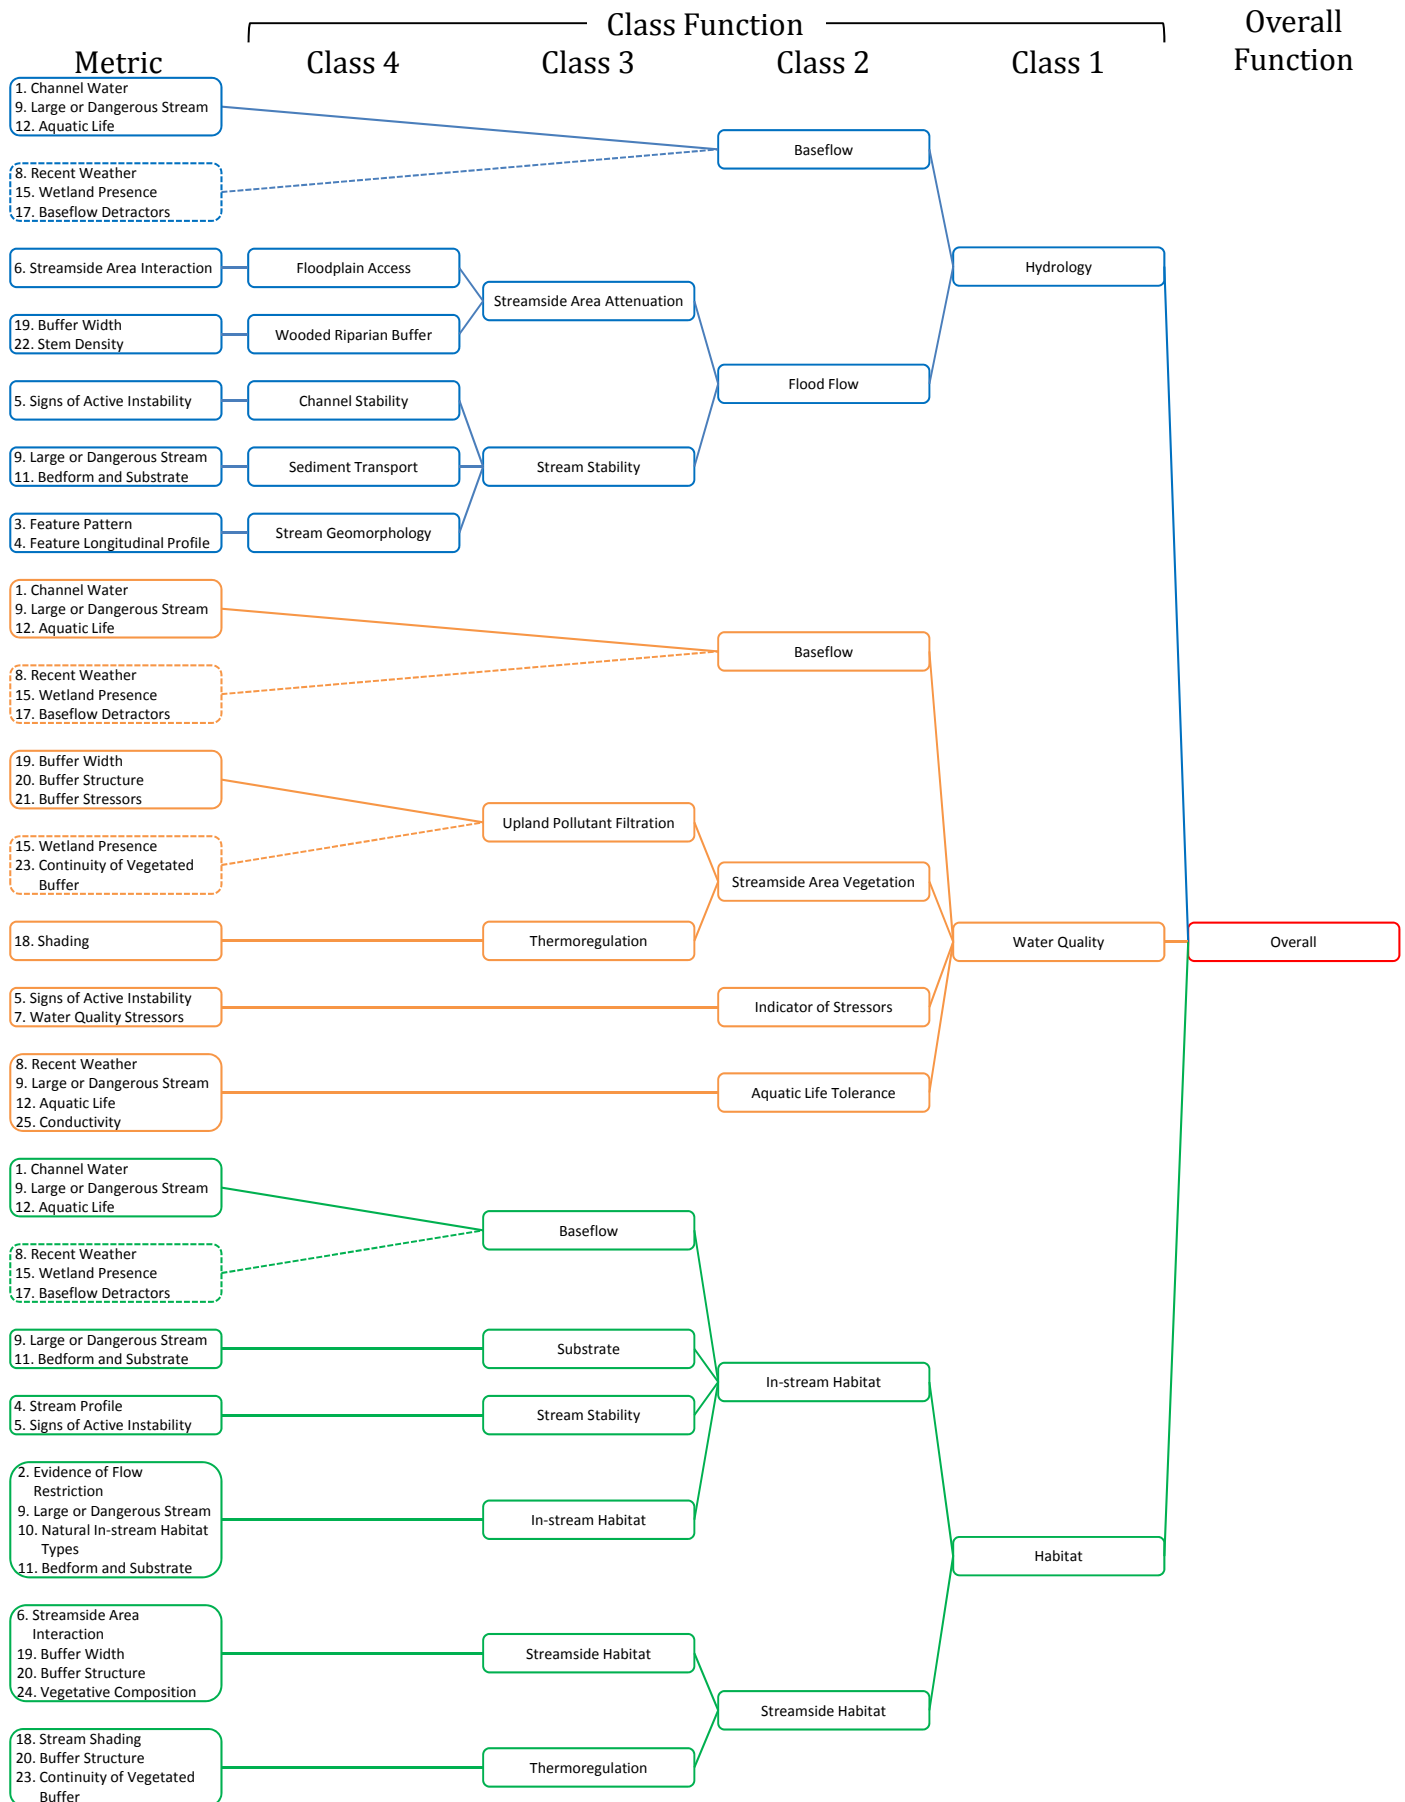 Class Function
Overall
Function
Metric
Class 4
Class 3
Class 2
Class 1
1. Channel Water
9. Large or Dangerous Stream
12. Aquatic Life
Baseflow
8. Recent Weather
15. Wetland Presence
17. Baseflow Detractors
6. Streamside Area Interaction
Floodplain Access
Hydrology
Streamside Area Attenuation
19. Buffer Width
22. Stem Density
Wooded Riparian Buffer
Flood Flow
5. Signs of Active Instability
Channel Stability
9. Large or Dangerous Stream
11. Bedform and Substrate
Sediment Transport
Stream Stability
3. Feature Pattern
4. Feature Longitudinal Profile
Stream Geomorphology
1. Channel Water
9. Large or Dangerous Stream
12. Aquatic Life
Baseflow
8. Recent Weather
15. Wetland Presence
17. Baseflow Detractors
19. Buffer Width
20. Buffer Structure
21. Buffer Stressors
Upland Pollutant Filtration
15. Wetland Presence
23. Continuity of Vegetated
Buffer
Streamside Area Vegetation
18. Shading
Thermoregulation
Water Quality
Overall
5. Signs of Active Instability
7. Water Quality Stressors
Indicator of Stressors
8. Recent Weather
9. Large or Dangerous Stream
12. Aquatic Life
25. Conductivity
Aquatic Life Tolerance
1. Channel Water
9. Large or Dangerous Stream
12. Aquatic Life
Baseflow
8. Recent Weather
15. Wetland Presence
17. Baseflow Detractors
9. Large or Dangerous Stream
11. Bedform and Substrate
Substrate
In-stream Habitat
4. Stream Profile
5. Signs of Active Instability
Stream Stability
2. Evidence of Flow
Restriction
9. Large or Dangerous Stream
10. Natural In-stream Habitat
Types
11. Bedform and Substrate
In-stream Habitat
Habitat
6. Streamside Area
Interaction
19. Buffer Width
20. Buffer Structure
24. Vegetative Composition
Streamside Habitat
Streamside Habitat
18. Stream Shading
20. Buffer Structure
23. Continuity of Vegetated
Buffer
Thermoregulation